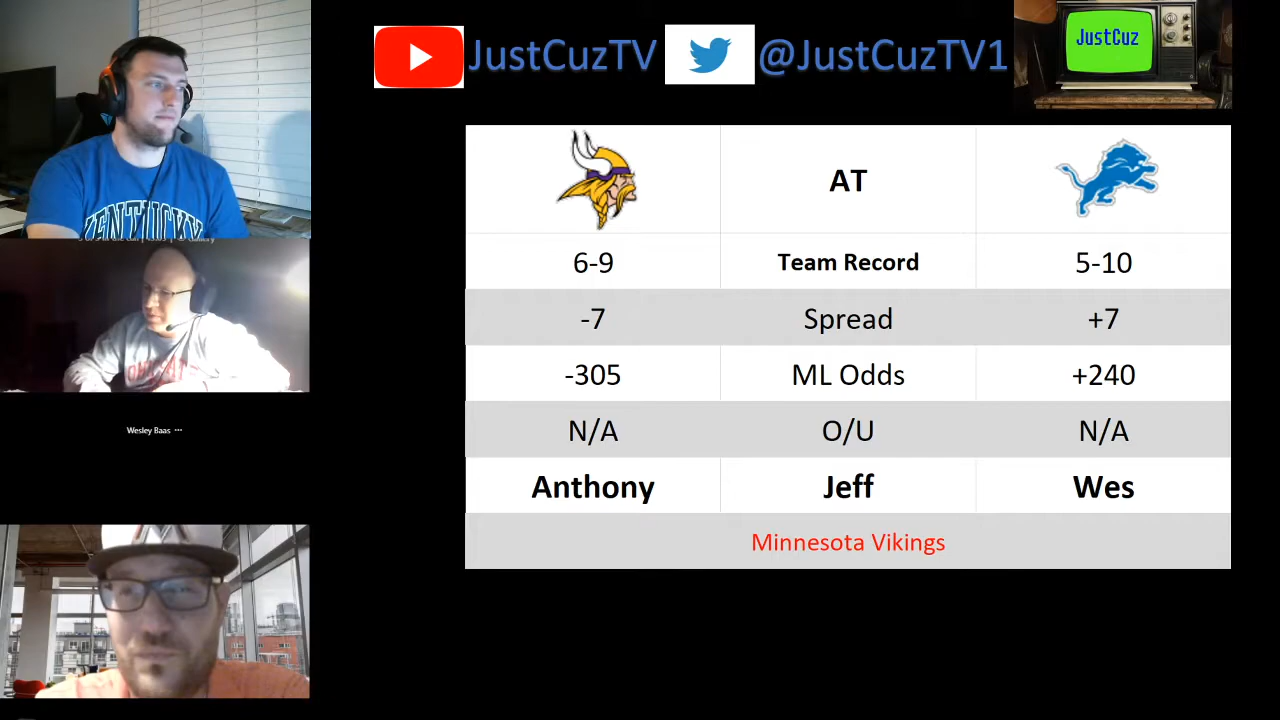 JustCuzTV
@JustCuzTV1
JustCuz
AT
6-9 Team Record 5-10
-7 Spread +7
-305 ML Odds +240
N/A O/U N/A
Anthony Jeff Wes
Minnesota Vikings
KENTUCKY
Wesley Baas